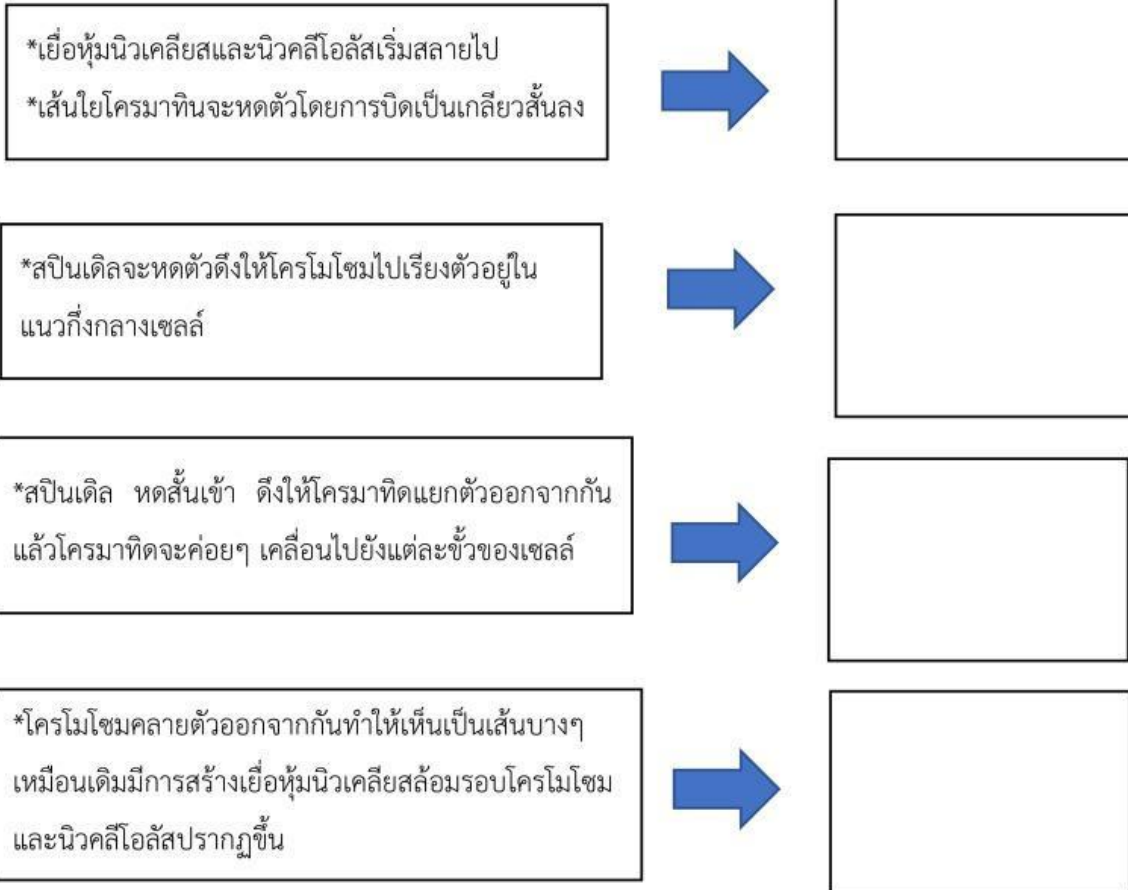 *เยื่อหุ้มนิวเคลียสและนิวคลีโอลัสเริ่มสลายไป
*เส้นใยโครมาทินจะหดตัวโดยการบิดเป็นเกลียวสั้นลง
*สปินเดิลจะหดตัวดึงให้โครโมโซมไปเรียงตัวอยู่ใน
แนวกึ่งกลางเซลล์
*สปินเดิล หดสั้นเข้า ดึงให้โครมาทิดแยกตัวออกจากกัน
แล้วโครมาทิดจะค่อยๆ เคลื่อนไปยังแต่ละขั้วของเซลล์
*โครโมโซมคลายตัวออกจากกันทำให้เห็นเป็นเส้นบางๆ
เหมือนเดิมมีการสร้างเยื่อหุ้มนิวเคลียสล้อมรอบโครโมโซม
และนิวคลีโอลัสปรากฏขึ้น